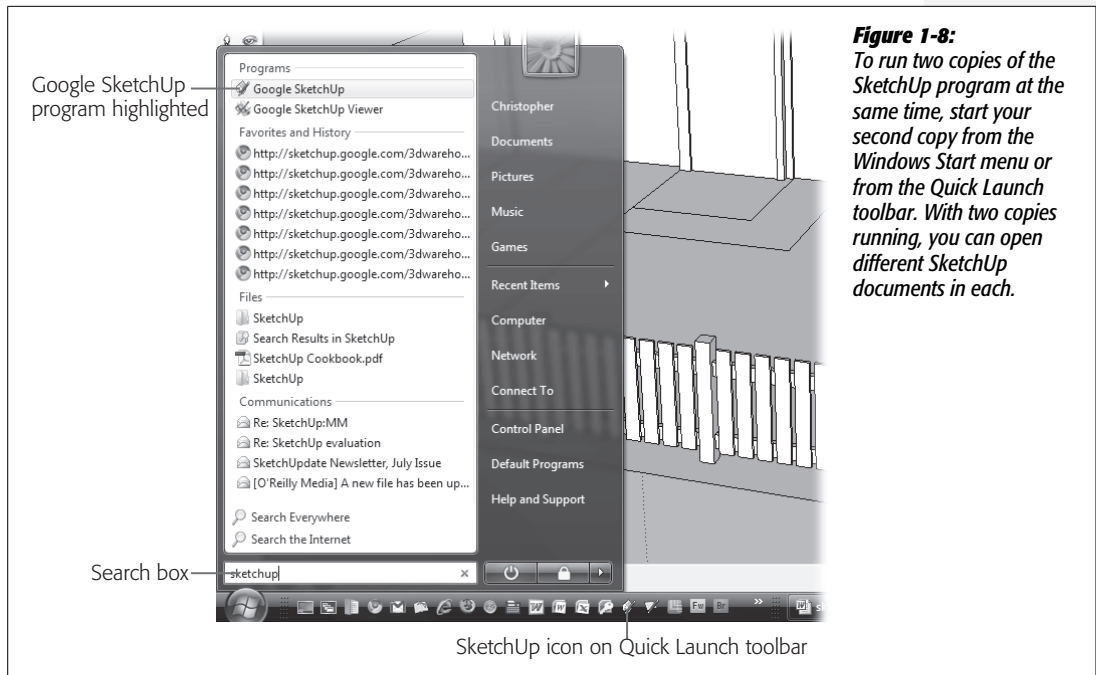 Google SketchUp
program highlighted
Programs
Google SketchUp
Google SketchUp Viewer
Favorites and History
http://sketchup.google.com/3dwareho...
http://sketchup.google.com/3dwareho...
http://sketchup.google.com/3dwareho...
http://sketchup.google.com/3dwareho...
http://sketchup.google.com/3dwareho...
http://sketchup.google.com/3dwareho...
http://sketchup.google.com/3dwareho...
Files
SketchUp
Search Results in SketchUp
SketchUp Cookbook.pdf
SketchUp
Communications
Re: SketchUp:MM
Re: SketchUp evaluation
SketchUpdate Newsletter, July Issue
[O'Reilly Media] A new file has been up...
Search Everywhere
Search the Internet
Search box
sketchup
Christopher
Documents
Pictures
Music
Games
Recent Items
Computer
Network
Connect To
Control Panel
Default Programs
Help and Support
Fw Br
SketchUp icon on Quick Launch toolbar
Figure 1-8:
To run two copies of the
SketchUp program at the
same time, start your
second copy from the
Windows Start menu or
from the Quick Launch
toolbar. With two copies
running, you can open
different SketchUp
documents in each.